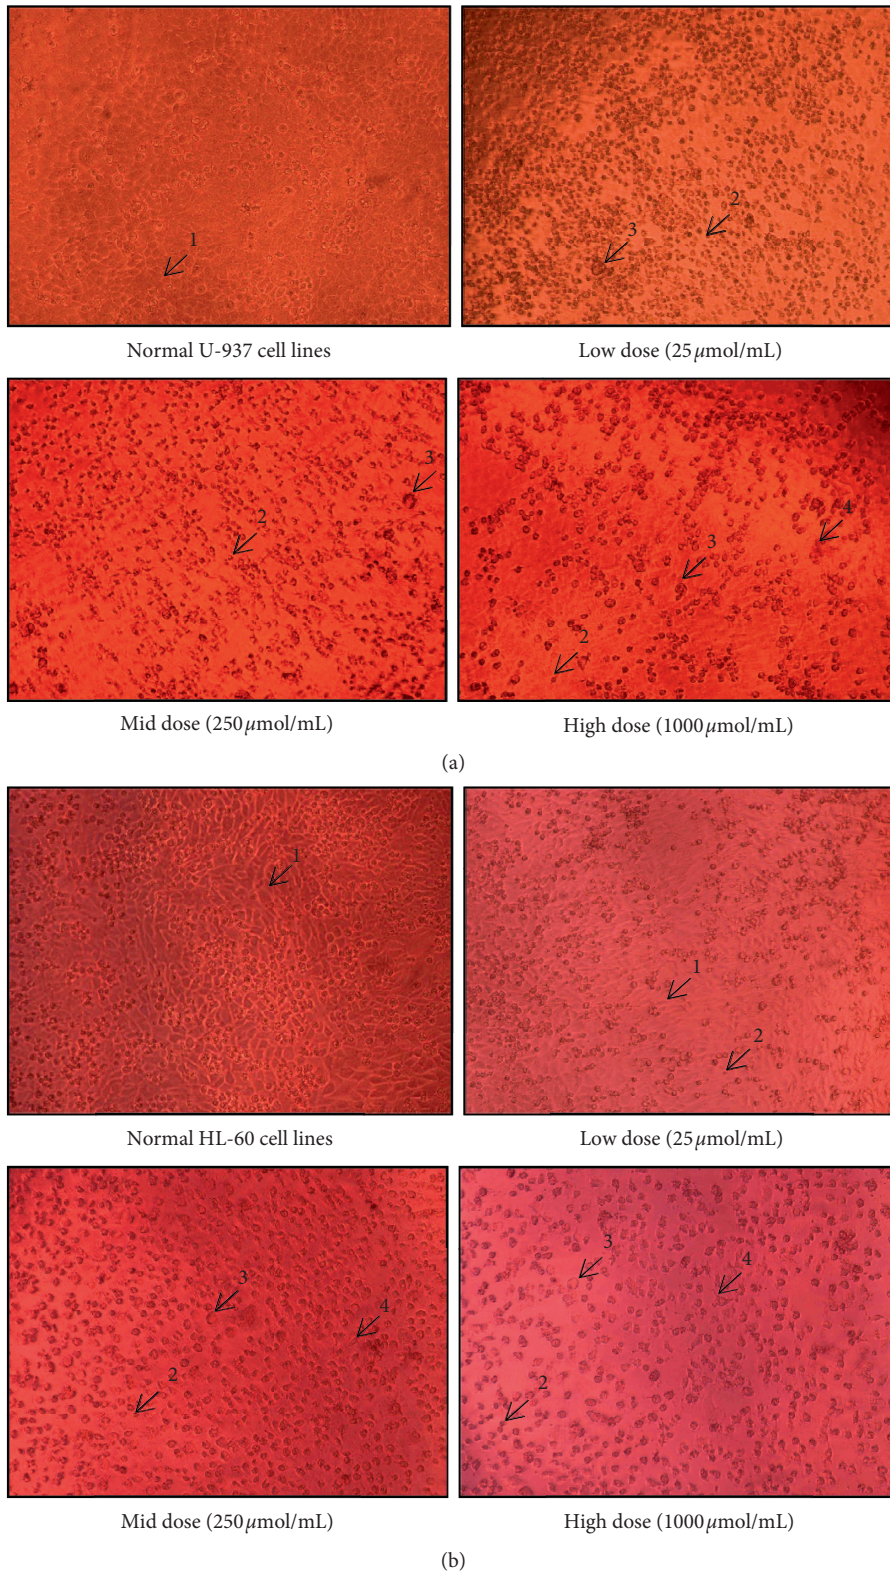 1
2
3
Normal U-937 cell lines
Low dose (25 μmol/mL)
3
2
4
3
2
Mid dose (250 μmol/mL)
High dose (1000 μmol/mL)
(a)
1
1
2
Normal HL-60 cell lines
Low dose (25 μmol/mL)
3
4
2
3
4
2
Mid dose (250 μmol/mL)
High dose (1000 μmol/mL)
(b)